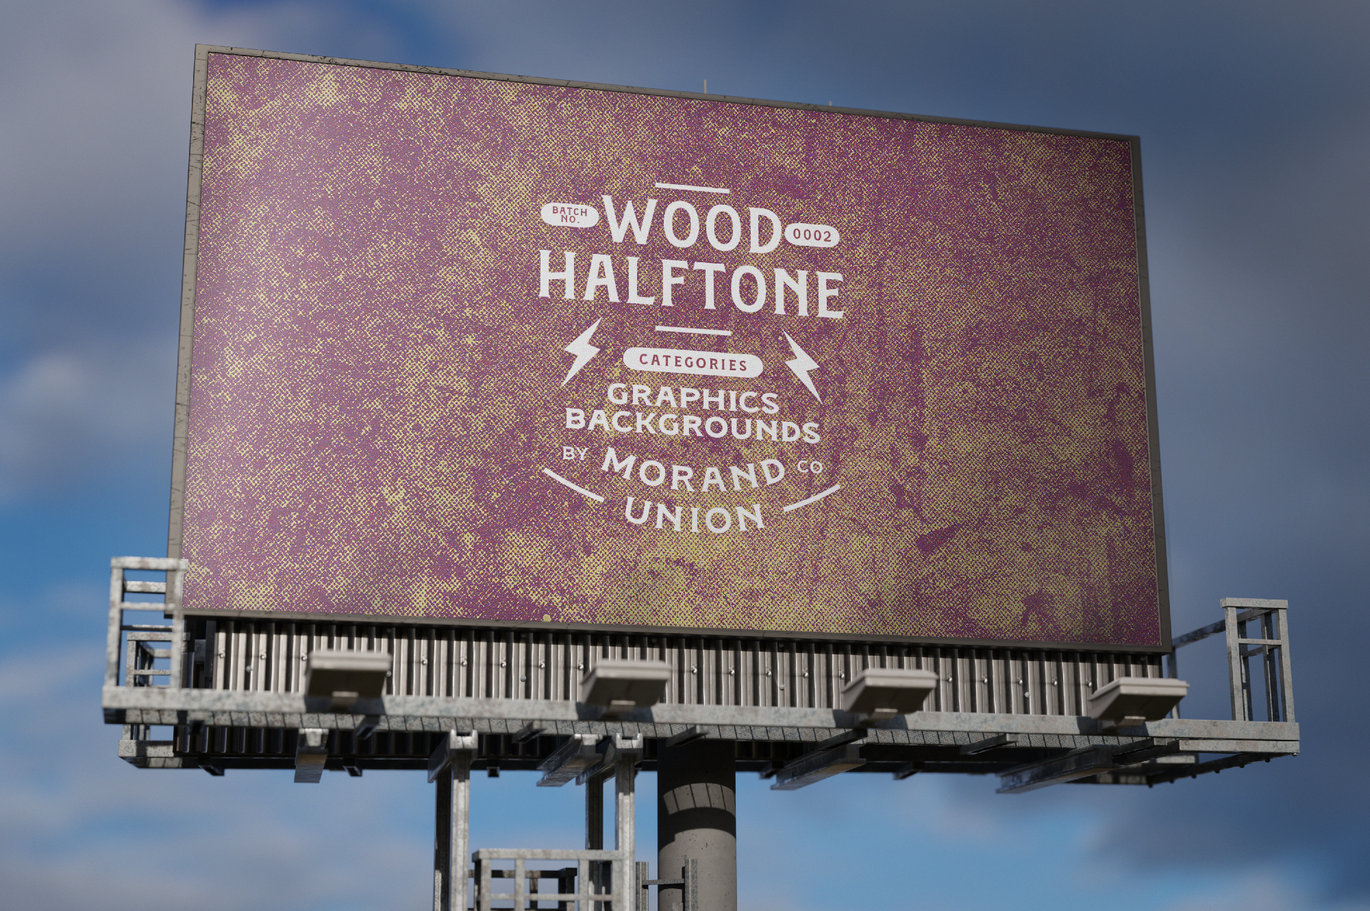 BATCH NO.
WOOD
0002
HALFTONE
CATEGORIES
GRAPHICS
BACKGROUNDS
BY MORAND CO
UNION